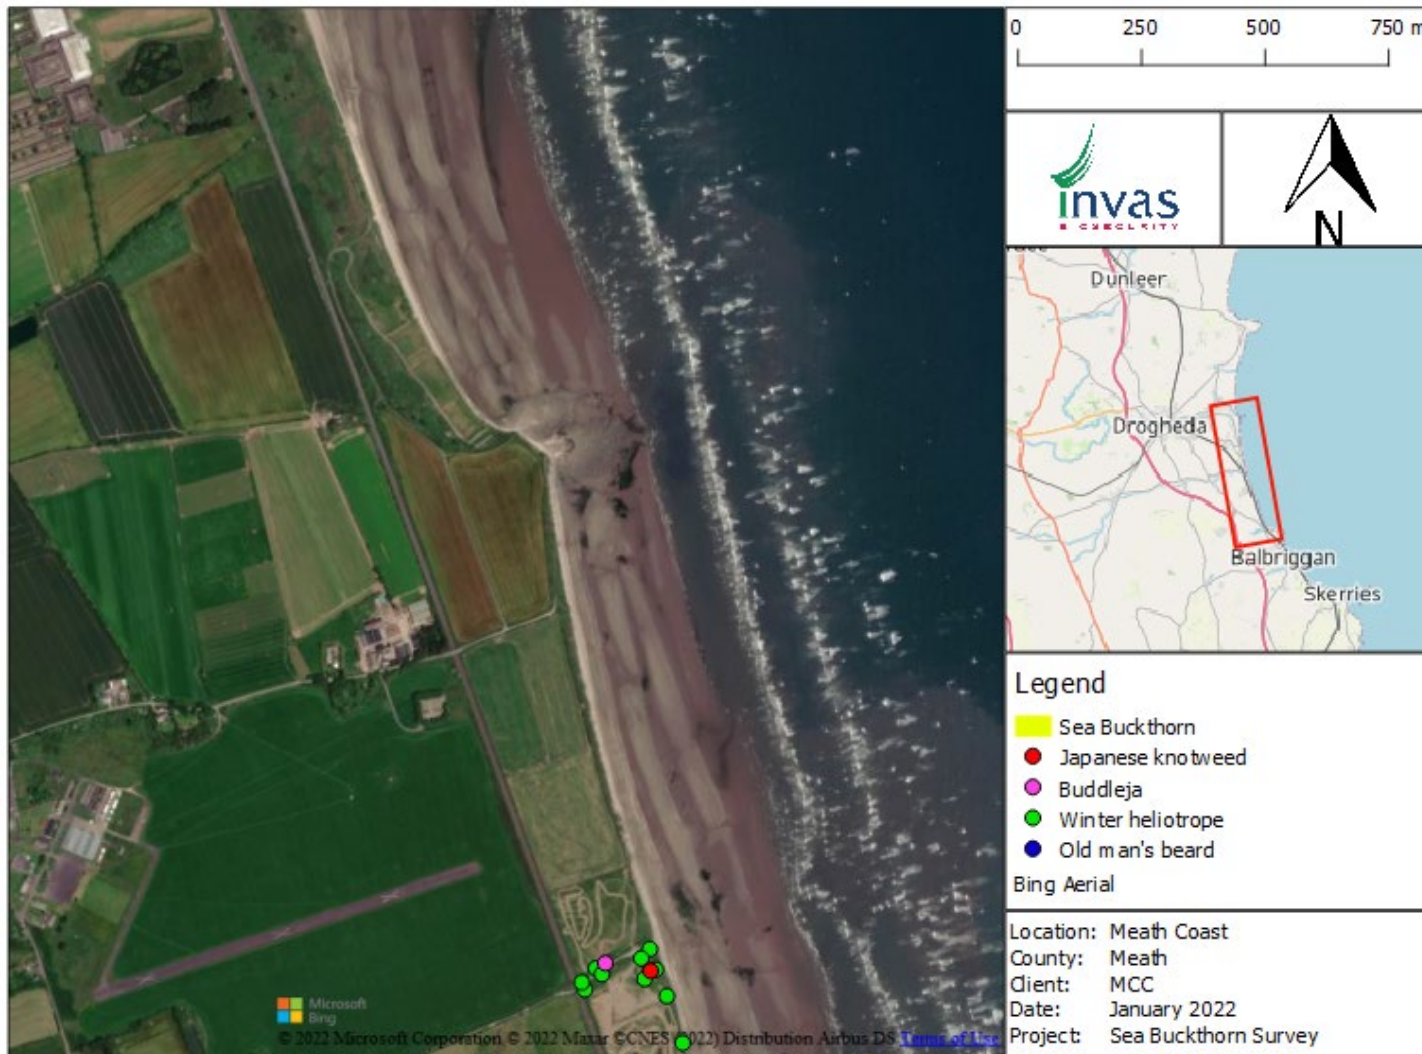 0 250 500 750 m
invas
BIOSECURITY
N
Dunleer
Drogheda
Balbriggan
Skerries
Legend
Sea Buckthorn
Japanese knotweed
Buddleja
Winter heliotrope
Old man's beard
Bing Aerial
Location: Meath Coast
County: Meath
Client: MCC
Date: January 2022
Project: Sea Buckthorn Survey
Microsoft
Bing
© 2022 Microsoft Corporation © 2022 Maxar ©CNES (2022) Distribution Airbus DS Terms of Use